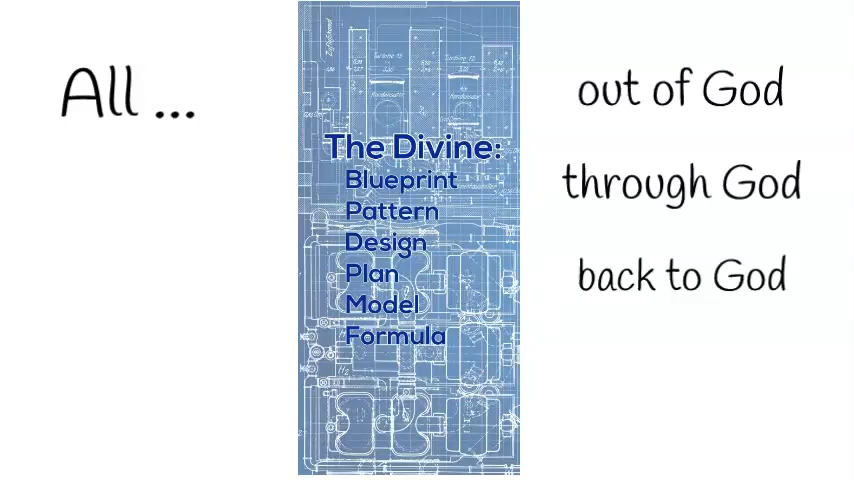 All ...
The Divine:
Blueprint
Pattern
Design
Plan
Model
Formula
out of God
through God
back to God